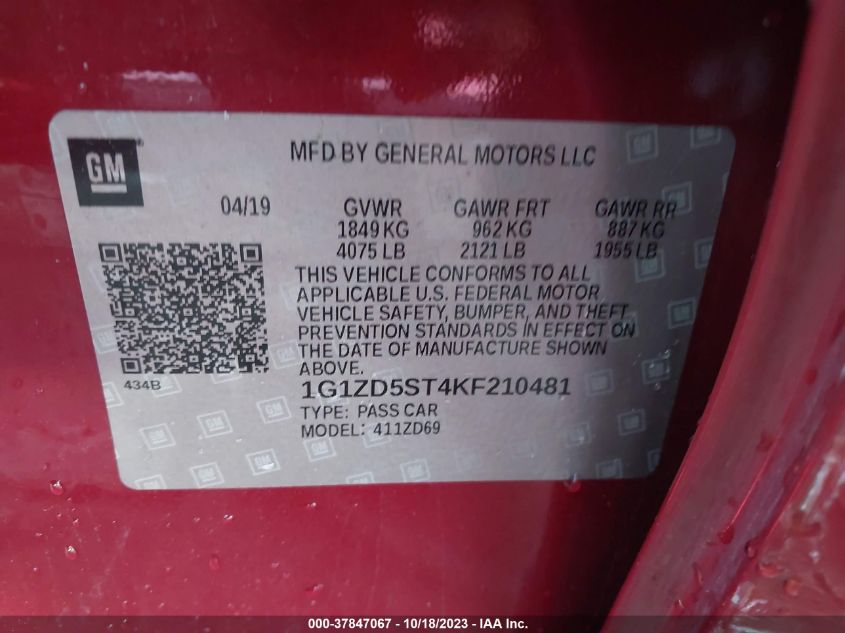 GM
MFD BY GENERAL MOTORS LLC
04/19 GVWR GAWR FRT GAWR RR
1849 KG 962 KG 887 KG
4075 LB 2121 LB 1955 LB
THIS VEHICLE CONFORMS TO ALL
APPLICABLE U.S. FEDERAL MOTOR
VEHICLE SAFETY, BUMPER, AND THEFT
PREVENTION STANDARDS IN EFFECT ON
THE DATE OF MANUFACTURE SHOWN
ABOVE.
434B
1G1ZD5ST4KF210481
TYPE: PASS CAR
MODEL: 411ZD69
000-37847067 - 10/18/2023 - IAA Inc.